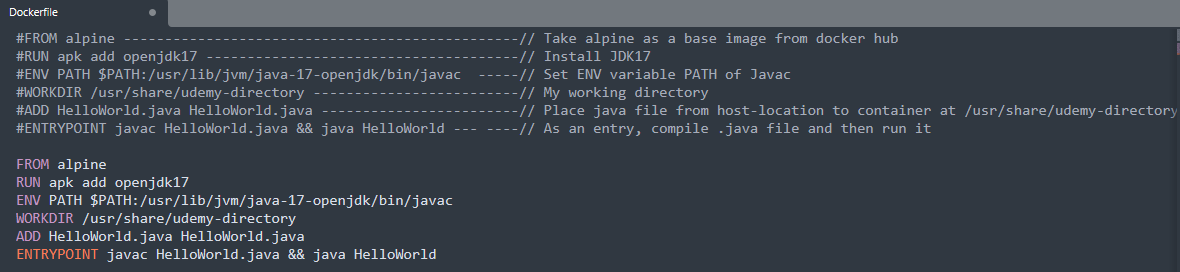 Dockerfile
#FROM alpine ------------------------------------------------// Take alpine as a base image from docker hub
#RUN apk add openjdk17 --------------------------------------// Install JDK17
#ENV PATH $PATH:/usr/lib/jvm/java-17-openjdk/bin/javac  -----// Set ENV variable PATH of Javac
#WORKDIR /usr/share/udemy-directory -------------------------// My working directory
#ADD HelloWorld.java HelloWorld.java ------------------------// Place java file from host-location to container at /usr/share/udemy-directory
#ENTRYPOINT javac HelloWorld.java && java HelloWorld --- ----// As an entry, compile .java file and then run it
FROM alpine
RUN apk add openjdk17
ENV PATH $PATH:/usr/lib/jvm/java-17-openjdk/bin/javac
WORKDIR /usr/share/udemy-directory
ADD HelloWorld.java HelloWorld.java
ENTRYPOINT javac HelloWorld.java && java HelloWorld